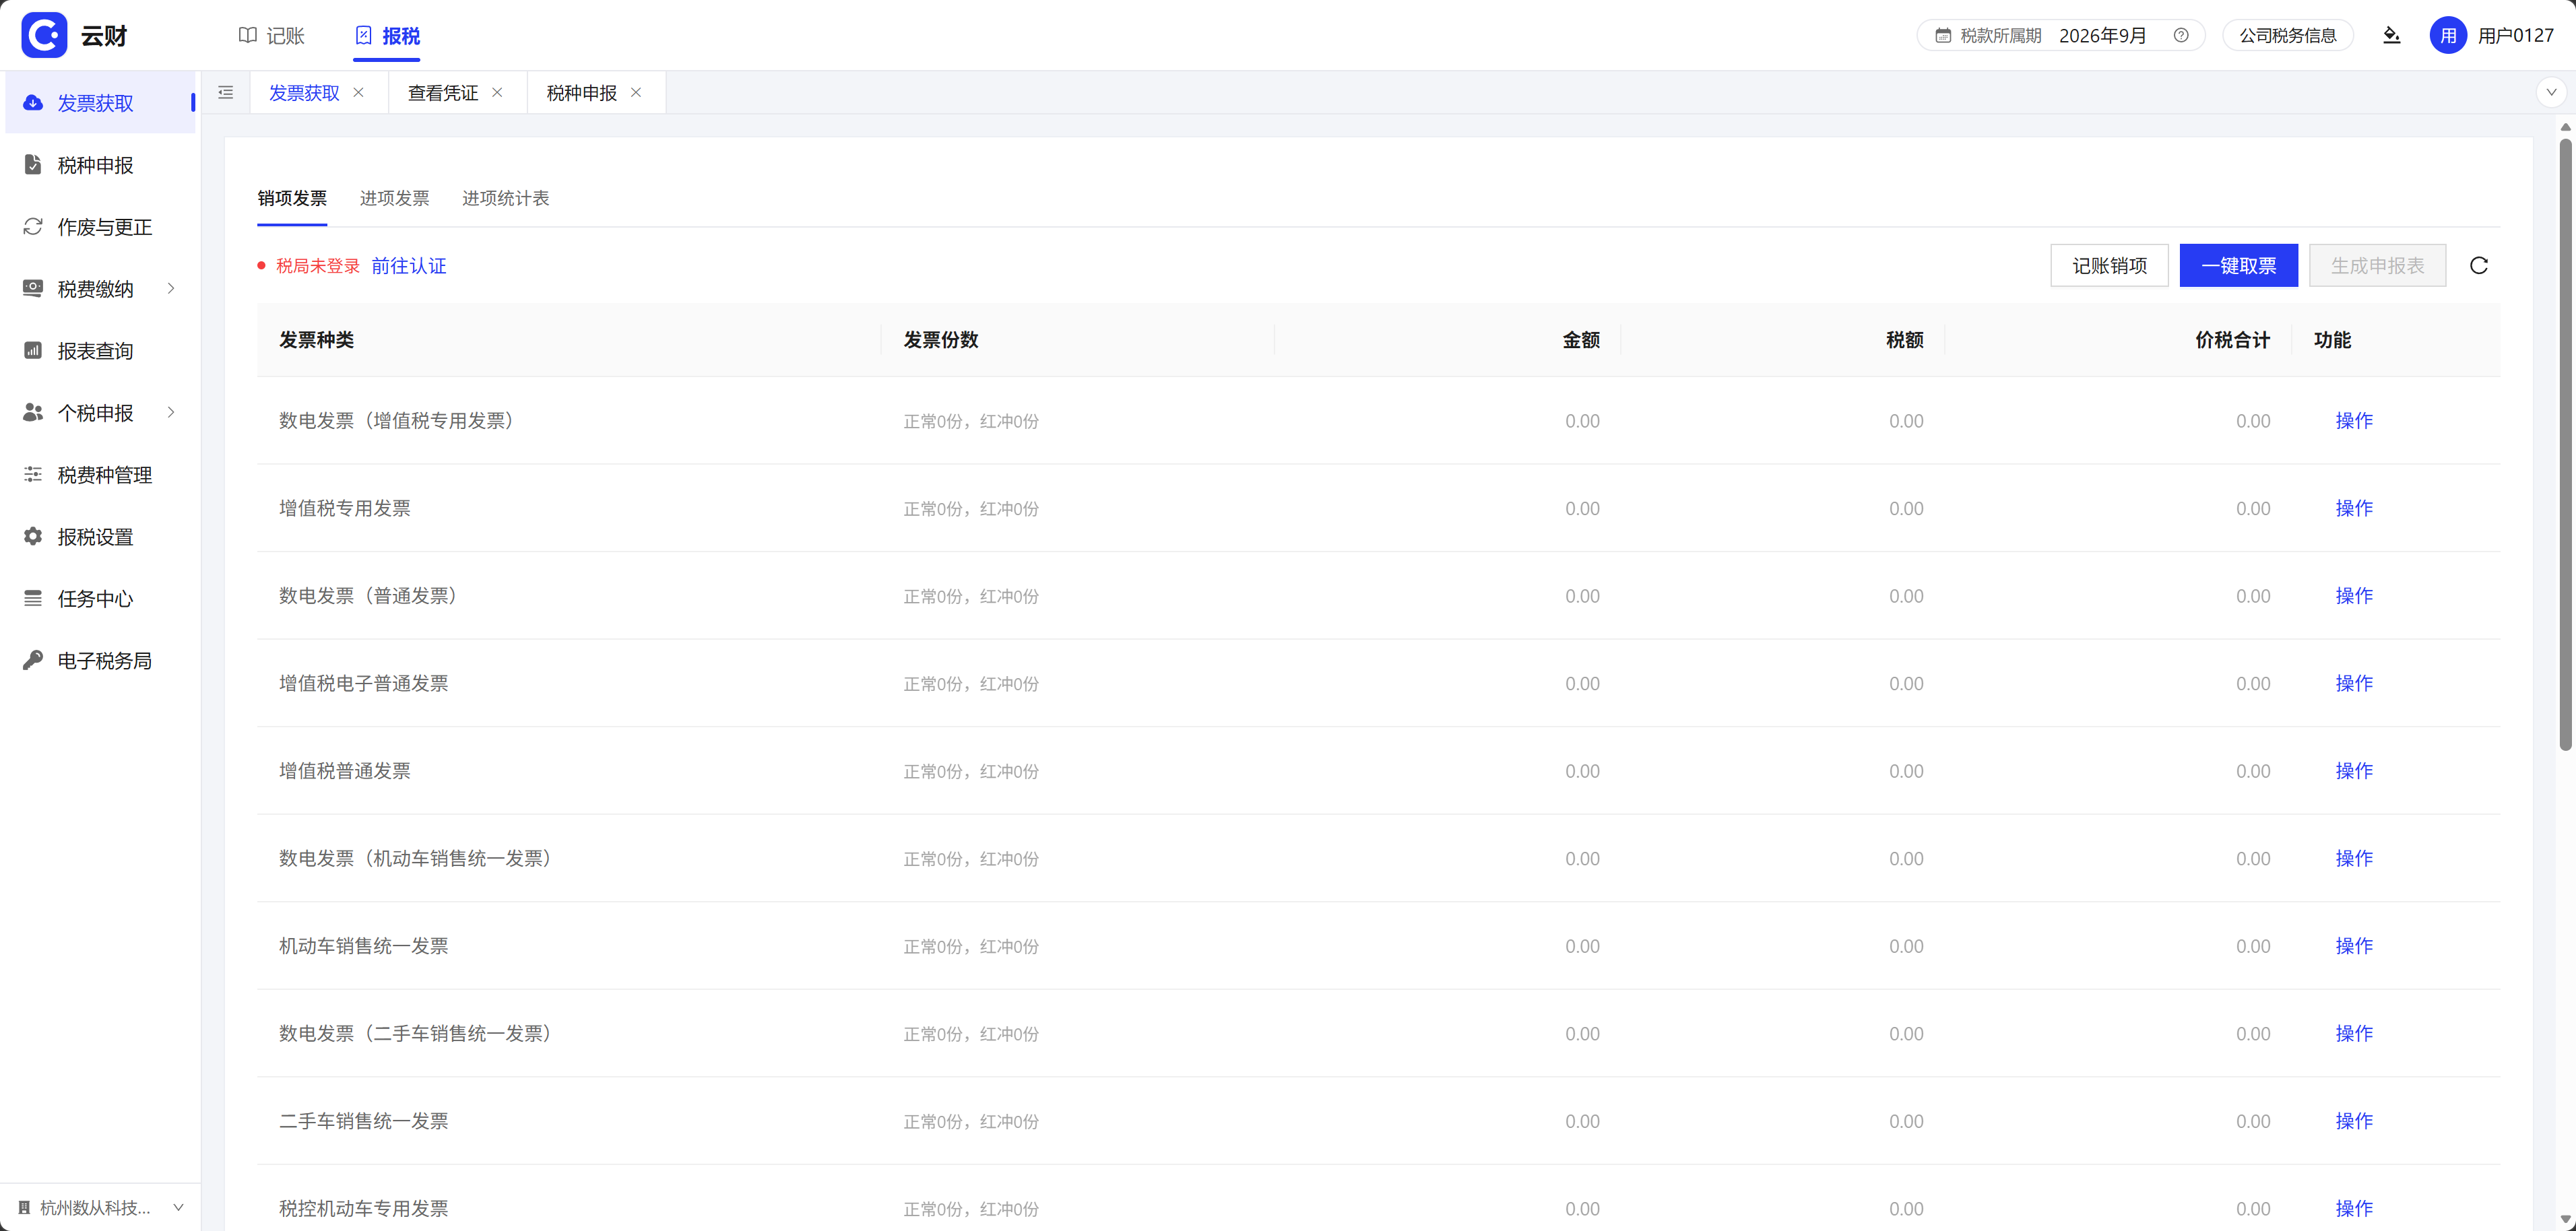 云财
记账
报税
税款所属期 2026年9月
公司税务信息
用 用户0127
发票获取
税种申报
作废与更正
税费缴纳
报表查询
个税申报
税费种管理
报税设置
任务中心
电子税务局
杭州数从科技...
发票获取 查看凭证 税种申报
销项发票 进项发票 进项统计表
税局未登录 前往认证
记账销项 一键取票 生成申报表
发票种类 发票份数 金额 税额 价税合计 功能
数电发票（增值税专用发票） 正常0份，红冲0份 0.00 0.00 0.00 操作
增值税专用发票 正常0份，红冲0份 0.00 0.00 0.00 操作
数电发票（普通发票） 正常0份，红冲0份 0.00 0.00 0.00 操作
增值税电子普通发票 正常0份，红冲0份 0.00 0.00 0.00 操作
增值税普通发票 正常0份，红冲0份 0.00 0.00 0.00 操作
数电发票（机动车销售统一发票） 正常0份，红冲0份 0.00 0.00 0.00 操作
机动车销售统一发票 正常0份，红冲0份 0.00 0.00 0.00 操作
数电发票（二手车销售统一发票） 正常0份，红冲0份 0.00 0.00 0.00 操作
二手车销售统一发票 正常0份，红冲0份 0.00 0.00 0.00 操作
税控机动车专用发票 正常0份，红冲0份 0.00 0.00 0.00 操作